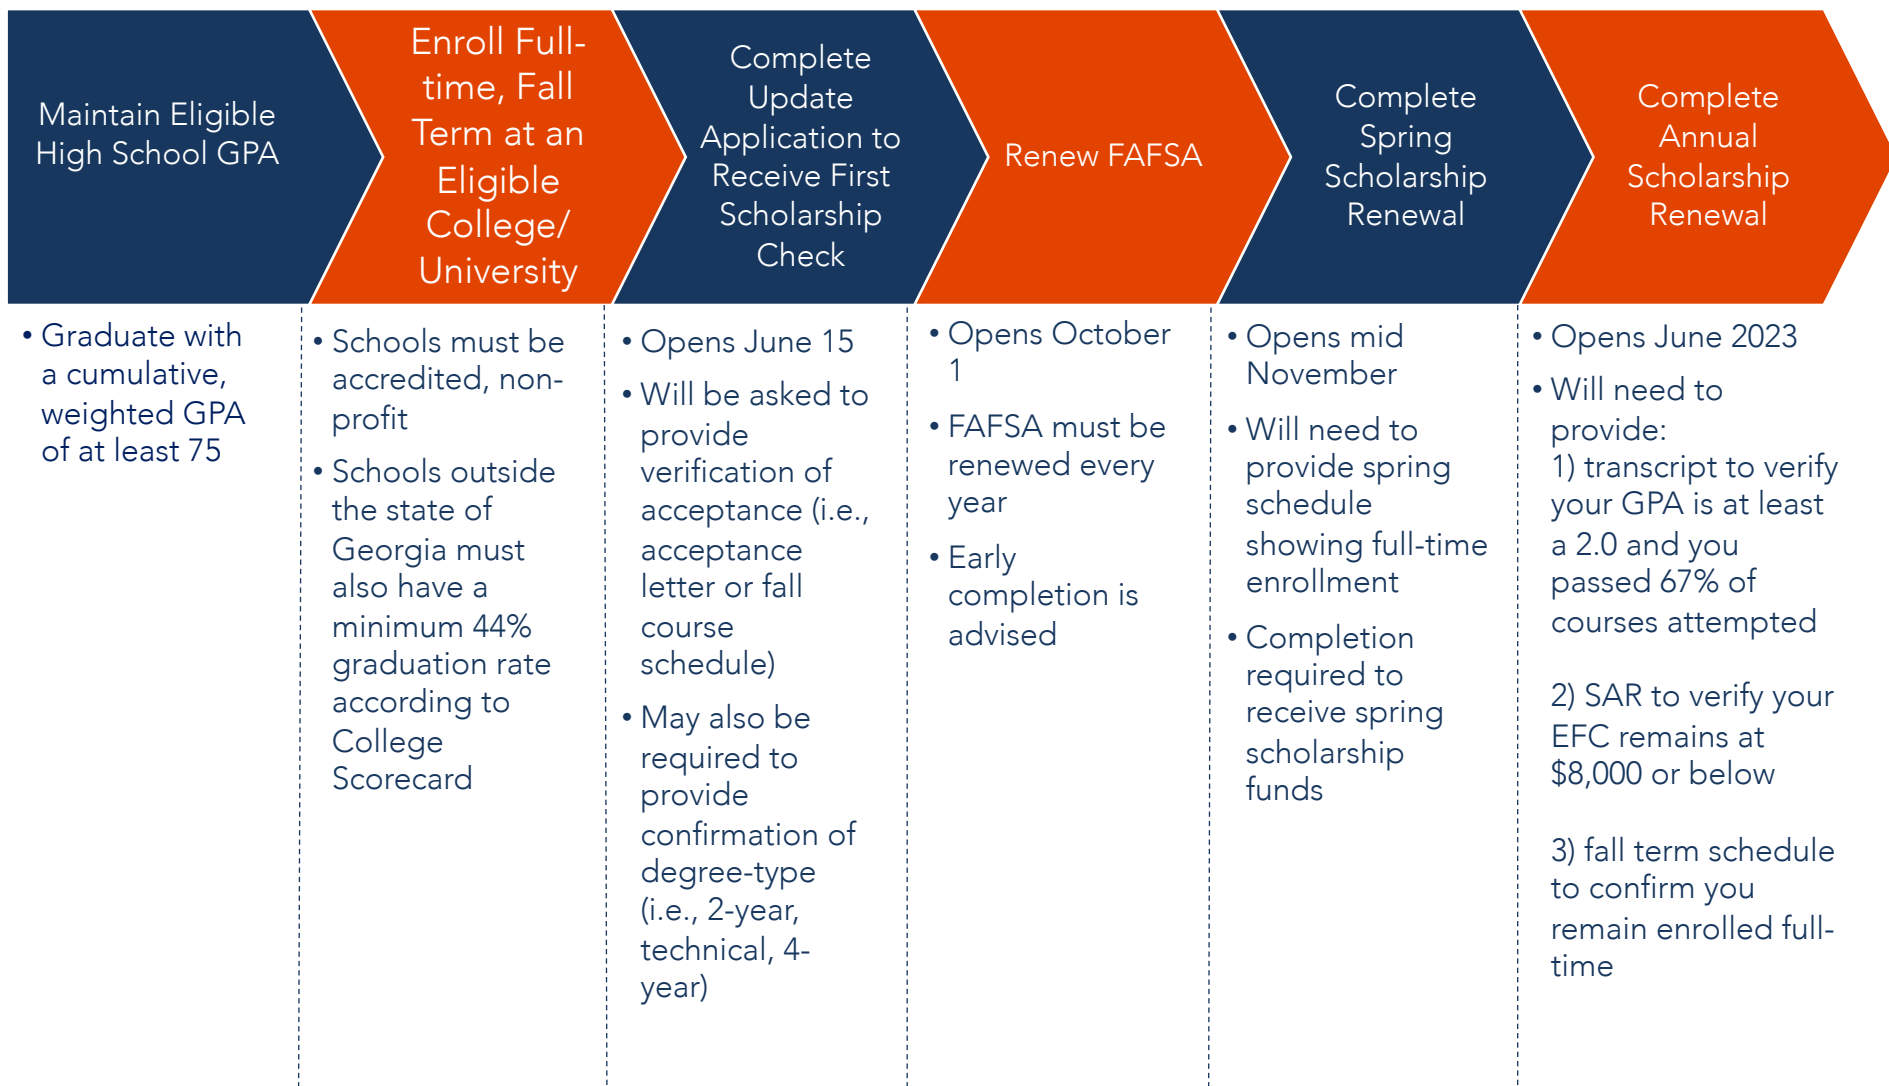 Maintain Eligible
High School GPA
Enroll Full-
time, Fall
Term at an
Eligible
College/
University
Complete
Update
Application to
Receive First
Scholarship
Check
Renew FAFSA
Complete
Spring
Scholarship
Renewal
Complete
Annual
Scholarship
Renewal
• Graduate with
a cumulative,
weighted GPA
of at least 75
• Schools must be
accredited, non-
profit
• Schools outside
the state of
Georgia must
also have a
minimum 44%
graduation rate
according to
College
Scorecard
• Opens June 15
• Will be asked to
provide
verification of
acceptance (i.e.,
acceptance
letter or fall
course
schedule)
• May also be
required to
provide
confirmation of
degree-type
(i.e., 2-year,
technical, 4-
year)
• Opens October
1
• FAFSA must be
renewed every
year
• Early
completion is
advised
• Opens mid
November
• Will need to
provide spring
schedule
showing full-time
enrollment
• Completion
required to
receive spring
scholarship
funds
• Opens June 2023
• Will need to
provide:
1) transcript to verify
your GPA is at least
a 2.0 and you
passed 67% of
courses attempted
2) SAR to verify your
EFC remains at
$8,000 or below
3) fall term schedule
to confirm you
remain enrolled full-
time